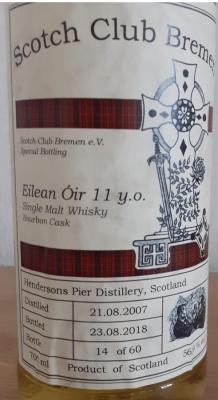 Scotch Club Bremen
Scotch-Club Bremen e.V.
Special Bottling
Eilean Óir 11 y.o.
Single Malt Whisky
Bourbon Cask
Hendersons Pier Distillery, Scotland
Distilled 21.08.2007
Bottled 23.08.2018
Bottle 14 of 60
700 ml Product of Scotland